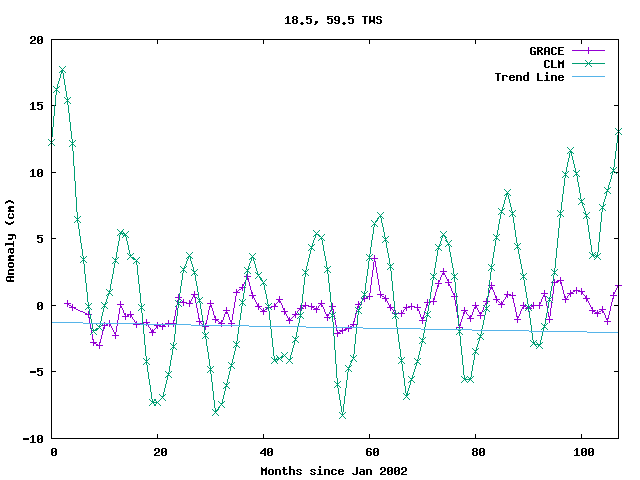 18.5, 59.5 TWS
GRACE
CLM
Trend Line
20
15
10
5
0
-5
-10
Anomaly (cm)
0 20 40 60 80 100
Months since Jan 2002